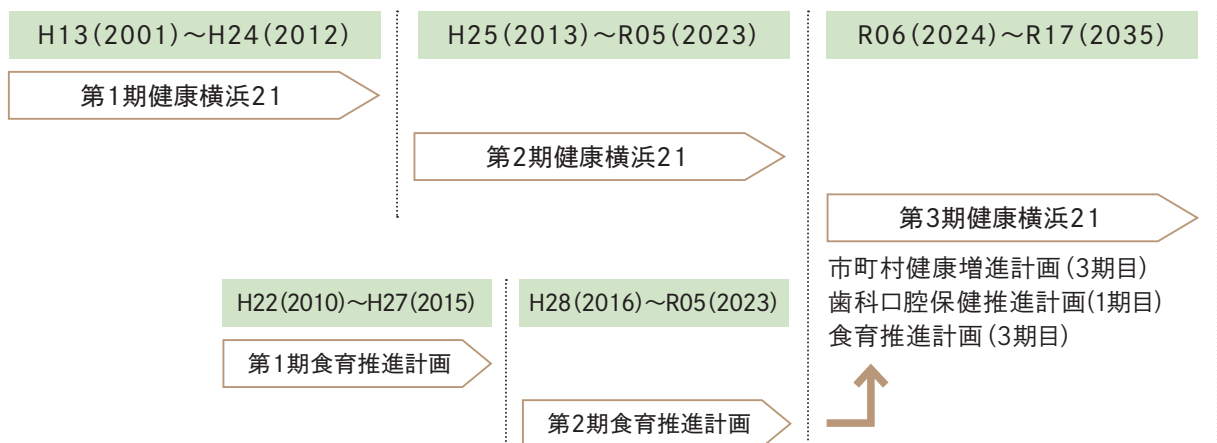 H13(2001)～H24(2012)
H25(2013)～R05(2023)
R06(2024)～R17(2035)
第1期健康横浜21
第2期健康横浜21
第3期健康横浜21
市町村健康増進計画(3期目)
歯科口腔保健推進計画(1期目)
食育推進計画(3期目)
H22(2010)～H27(2015)
H28(2016)～R05(2023)
第1期食育推進計画
第2期食育推進計画